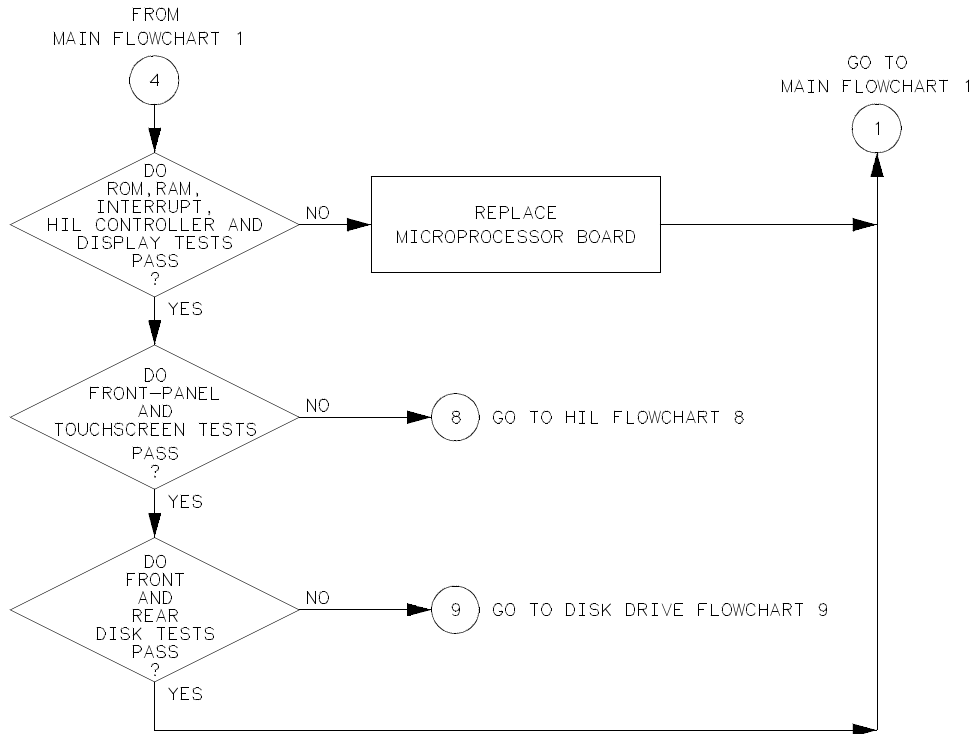 FROM
MAIN FLOWCHART 1
4
GO TO
MAIN FLOWCHART 1
1
DO
ROM,RAM,
INTERRUPT,
HIL CONTROLLER AND
DISPLAY TESTS
PASS
?
NO
REPLACE
MICROPROCESSOR BOARD
YES
DO
FRONT-PANEL
AND
TOUCHSCREEN TESTS
PASS
?
NO
8 GO TO HIL FLOWCHART 8
YES
DO
FRONT
AND
REAR
DISK TESTS
PASS
?
NO
9 GO TO DISK DRIVE FLOWCHART 9
YES